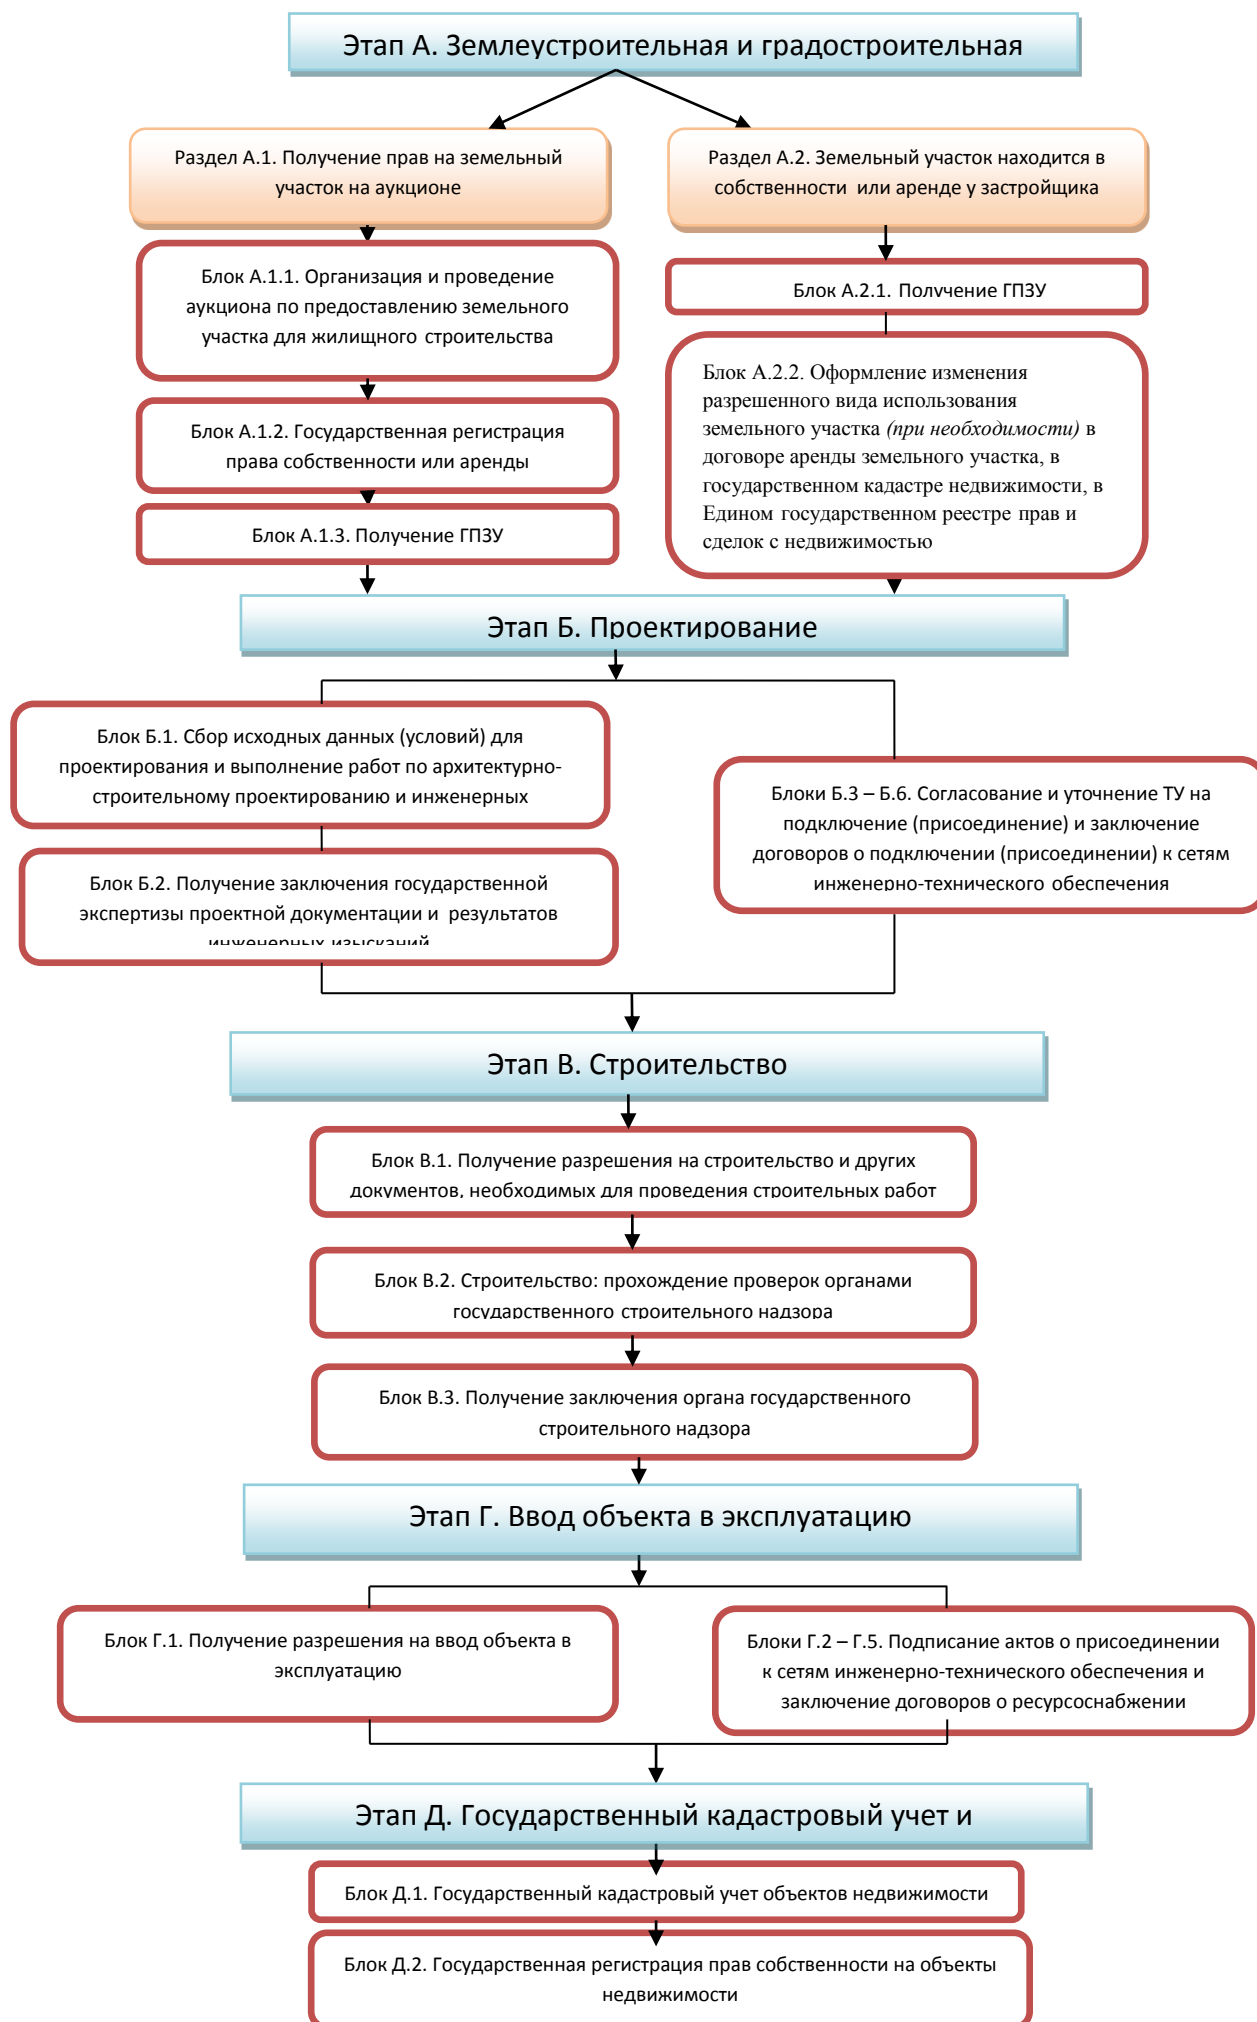 Этап А. Землеустроительная и градостроительная
Раздел А.1. Получение прав на земельный
участок на аукционе
Раздел А.2. Земельный участок находится в
собственности или аренде у застройщика
Блок А.1.1. Организация и проведение
аукциона по предоставлению земельного
участка для жилищного строительства
Блок А.2.1. Получение ГПЗУ
Блок А.1.2. Государственная регистрация
права собственности или аренды
Блок А.1.3. Получение ГПЗУ
Блок А.2.2. Оформление изменения
разрешенного вида использования
земельного участка (при необходимости) в
договоре аренды земельного участка, в
государственном кадастре недвижимости, в
Едином государственном реестре прав и
сделок с недвижимостью
Этап Б. Проектирование
Блок Б.1. Сбор исходных данных (условий) для
проектирования и выполнение работ по архитектурно-
строительному проектированию и инженерных
Блок Б.2. Получение заключения государственной
экспертизы проектной документации и результатов
инженерных изысканий
Блоки Б.3 – Б.6. Согласование и уточнение ТУ на
подключение (присоединение) и заключение
договоров о подключении (присоединении) к сетям
инженерно-технического обеспечения
Этап В. Строительство
Блок В.1. Получение разрешения на строительство и других
документов, необходимых для проведения строительных работ
Блок В.2. Строительство: прохождение проверок органами
государственного строительного надзора
Блок В.3. Получение заключения органа государственного
строительного надзора
Этап Г. Ввод объекта в эксплуатацию
Блок Г.1. Получение разрешения на ввод объекта в
эксплуатацию
Блоки Г.2 – Г.5. Подписание актов о присоединении
к сетям инженерно-технического обеспечения и
заключение договоров о ресурсоснабжении
Этап Д. Государственный кадастровый учет и
Блок Д.1. Государственный кадастровый учет объектов недвижимости
Блок Д.2. Государственная регистрация прав собственности на объекты
недвижимости